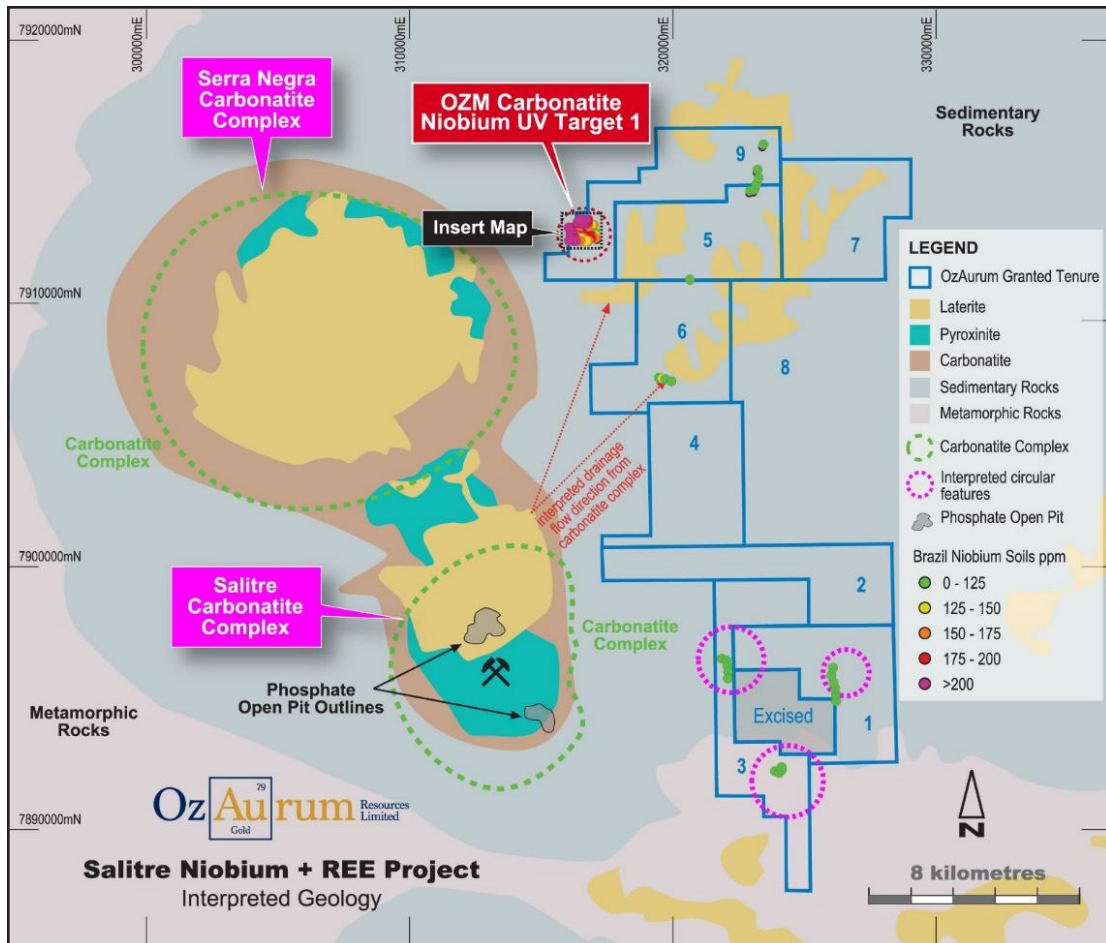 300000mE
310000mE
320000mE
330000mE
7920000mN
7910000mN
7900000mN
7890000mN
Serra Negra
Carbonatite
Complex
OZM Carbonatite
Niobium UV Target 1
Insert Map
Sedimentary
Rocks
9
5
7
6
8
4
2
1
3
Excised
Carbonatite
Complex
interpreted drainage
flow direction from
carbonatite complex
Salitre
Carbonatite
Complex
Carbonatite
Complex
Phosphate
Open Pit Outlines
Metamorphic
Rocks
LEGEND
OzAurum Granted Tenure
Laterite
Pyroxinite
Carbonatite
Sedimentary Rocks
Metamorphic Rocks
Carbonatite Complex
Interpreted circular
features
Phosphate Open Pit
Brazil Niobium Soils ppm
0 - 125
125 - 150
150 - 175
175 - 200
>200
79
OzAurum Resources
Limited
Gold
Salitre Niobium + REE Project
Interpreted Geology
N
8 kilometres